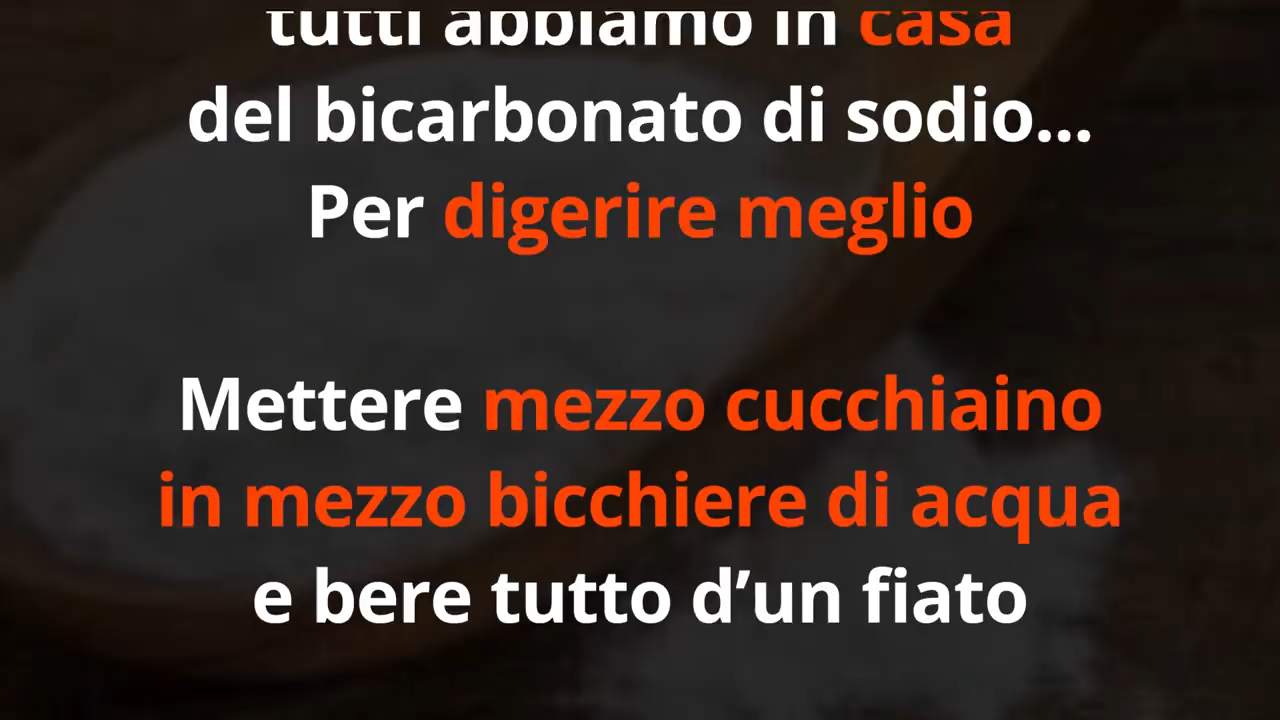 tutti abbiamo in casa
del bicarbonato di sodio...
Per digerire meglio
Mettere mezzo cucchiaino
in mezzo bicchiere di acqua
e bere tutto d’un fiato